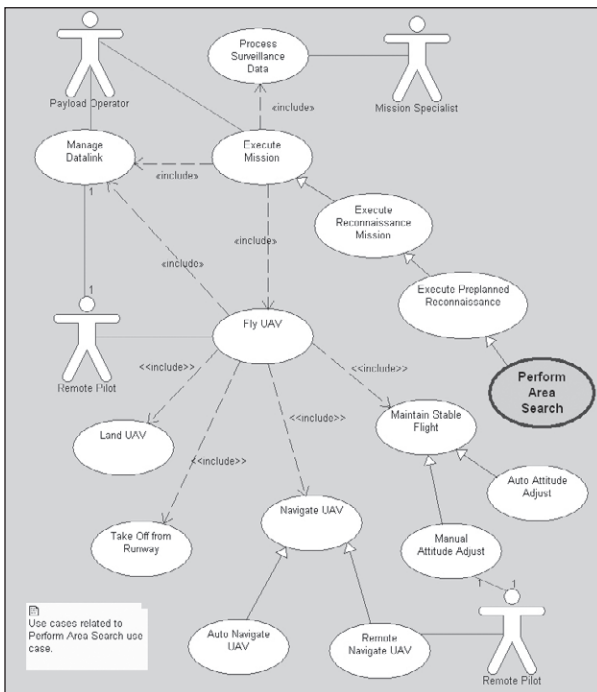 Process
Surveillance
Data
Payload Operator
Mission Specialist
«include»
Manage
Datalink
Execute
Mission
«include»
1
Execute
Reconnaissance
Mission
«include»
«include»
Execute Preplanned
Reconnaissance
1
Fly UAV
Remote Pilot
<<include>>
<<include>>
Perform
Area
Search
<<include>>
Maintain Stable
Flight
Land UAV
<<include>>
Auto Attitude
Adjust
Navigate UAV
Take Off from
Runway
Manual
Attitude Adjust
1
1
Use cases related to
Perform Area Search use
case.
Auto Navigate
UAV
Remote
Navigate UAV
Remote Pilot